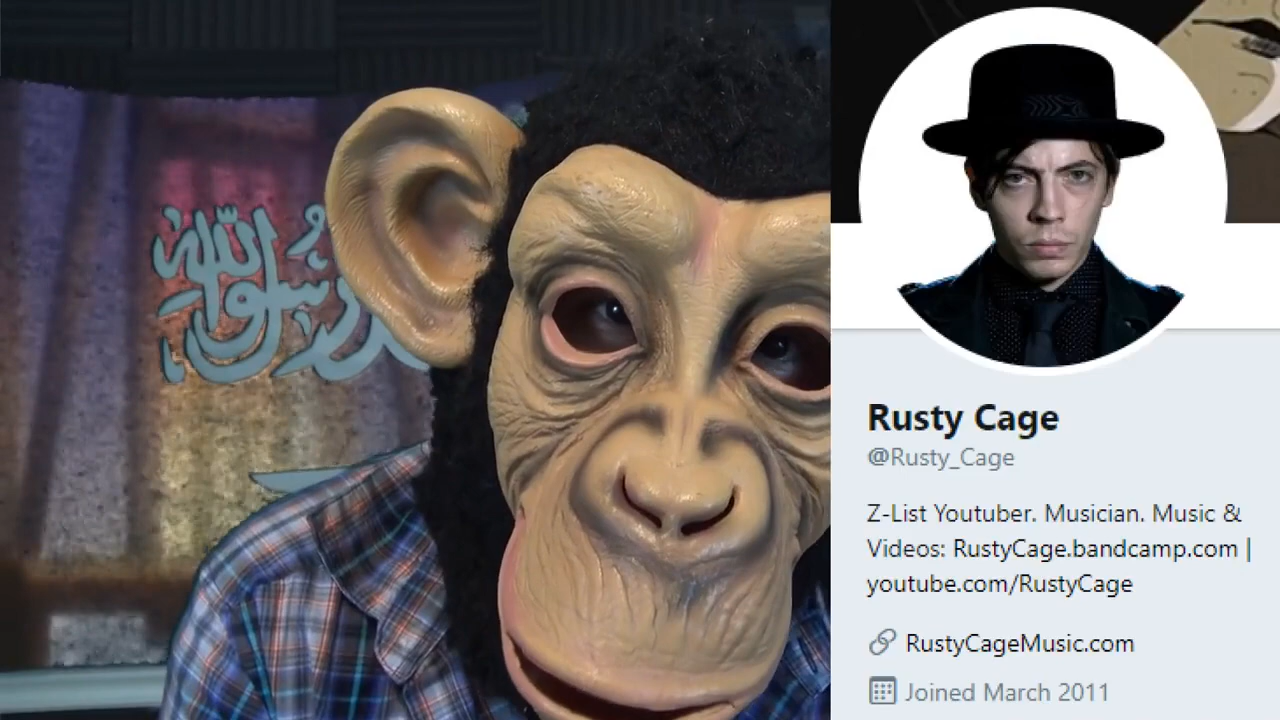 رسول الله
Rusty Cage
@Rusty_Cage
Z-List Youtuber. Musician. Music &
Videos: RustyCage.bandcamp.com |
youtube.com/RustyCage
RustyCageMusic.com
Joined March 2011